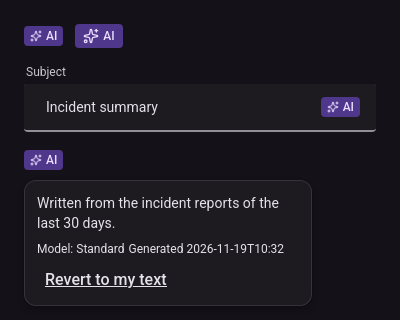 AI
AI
Subject
Incident summary
AI
AI
Written from the incident reports of the
last 30 days.
Model: Standard Generated 2026-11-19T10:32
Revert to my text